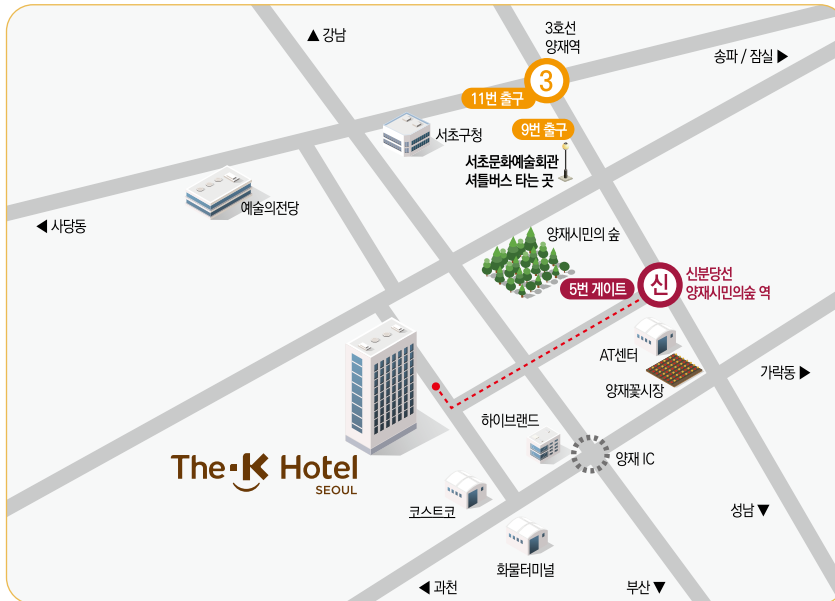 ▲ 강남
3호선
양재역
송파 / 잠실 ▶
3
11번 출구
9번 출구
서초구청
서초문화예술회관
셔틀버스 타는 곳
예술의전당
◀ 사당동
양재시민의 숲
5번 게이트
신
신분당선
양재시민의숲 역
AT센터
양재꽃시장
가락동 ▶
하이브랜드
양재 IC
The K Hotel
SEOUL
코스트코
성남 ▼
화물터미널
◀ 과천
부산 ▼